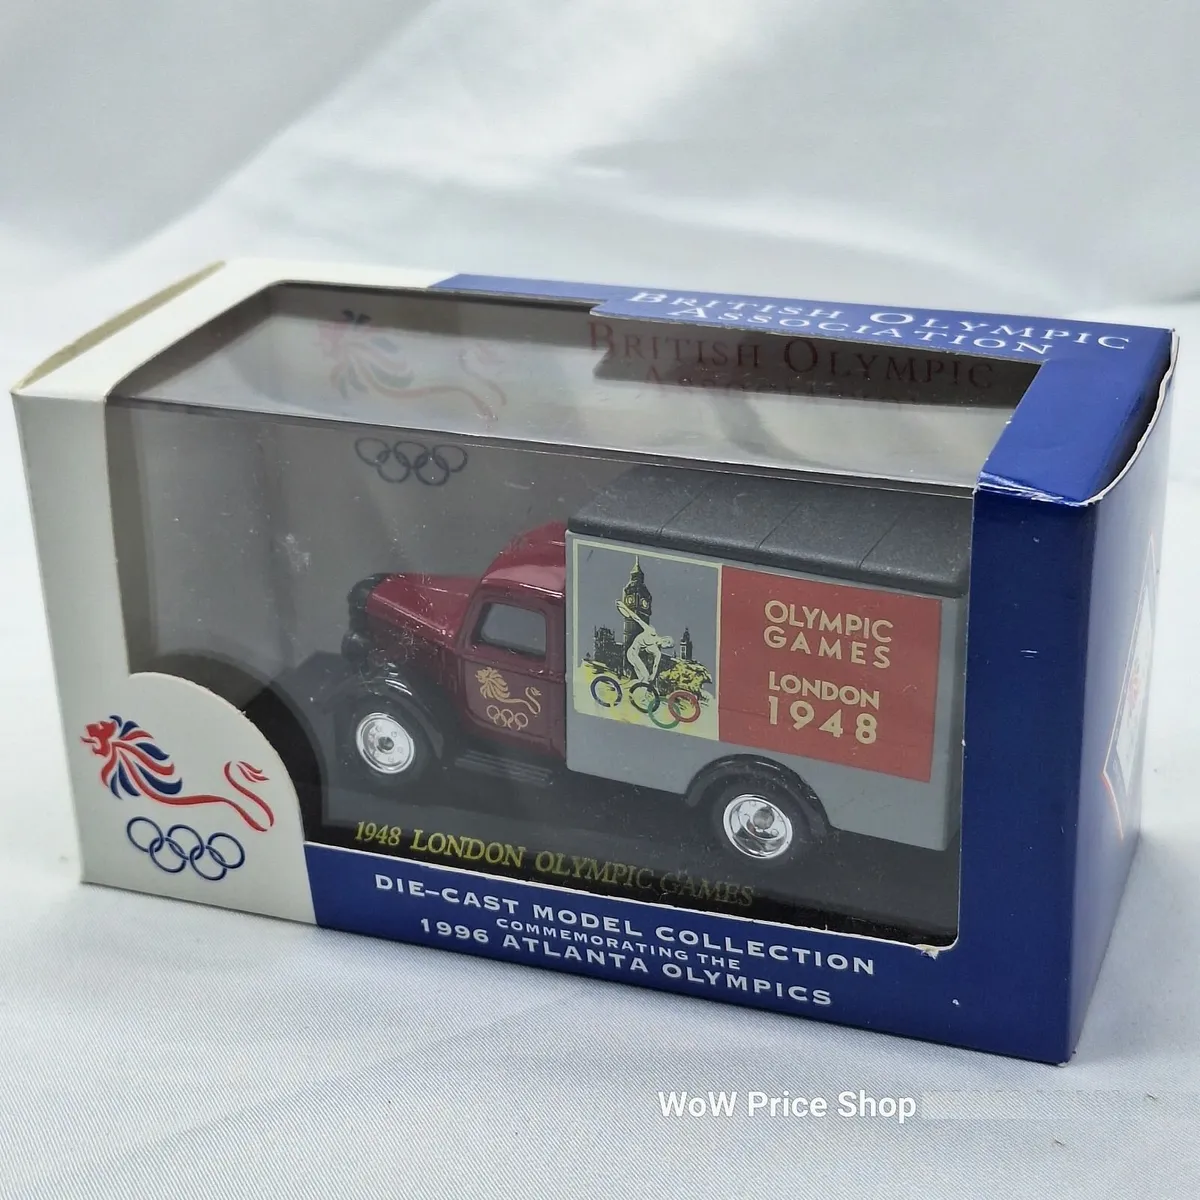 BRITISH OLYMPIC
ASSOCIATION
BRITISH OLYMPIC
ASSOCIATION
OLYMPIC
GAMES
LONDON
1948
1948 LONDON OLYMPIC GAMES
DIE-CAST MODEL COLLECTION
COMMEMORATING THE
1996 ATLANTA OLYMPICS
WoW Price Shop